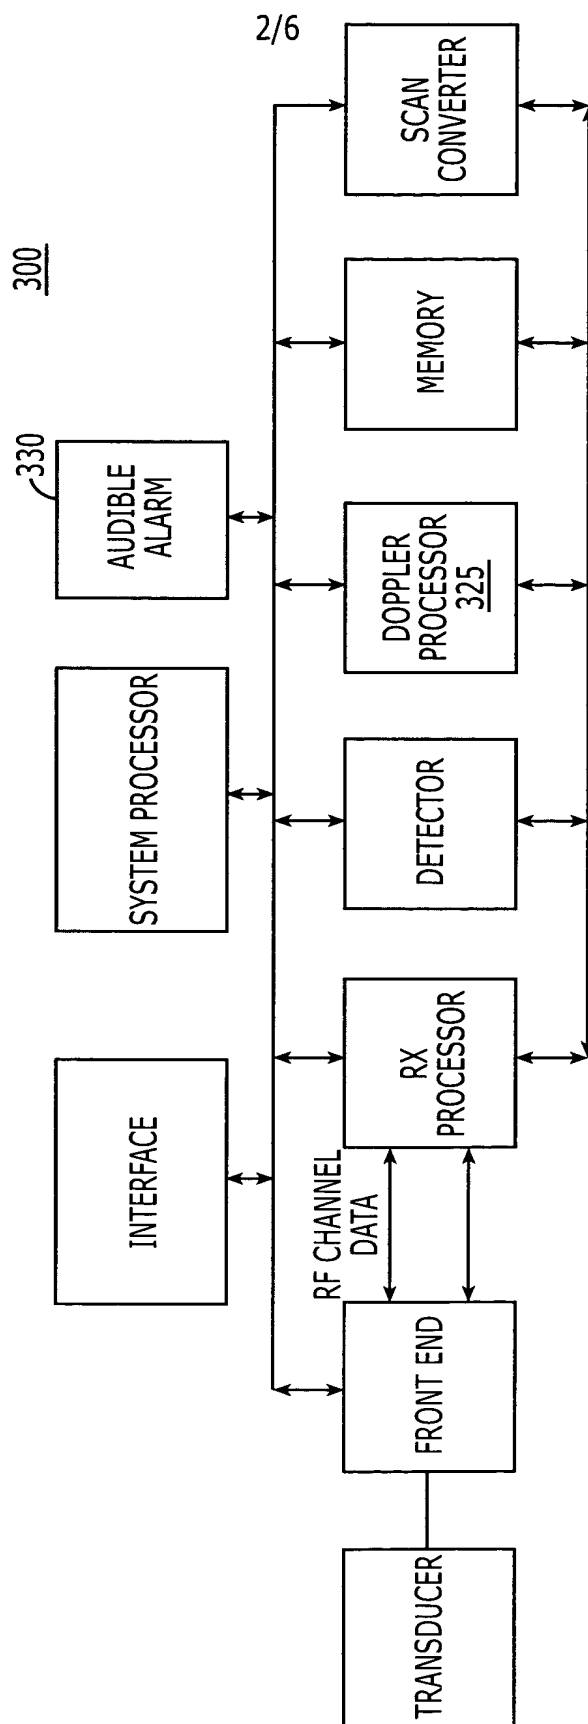 2/6
300
INTERFACE
SYSTEM PROCESSOR
AUDIBLE
ALARM
330
TRANSDUCER
FRONT END
RF CHANNEL
DATA
RX
PROCESSOR
DETECTOR
DOPPLER
PROCESSOR
325
MEMORY
SCAN
CONVERTER